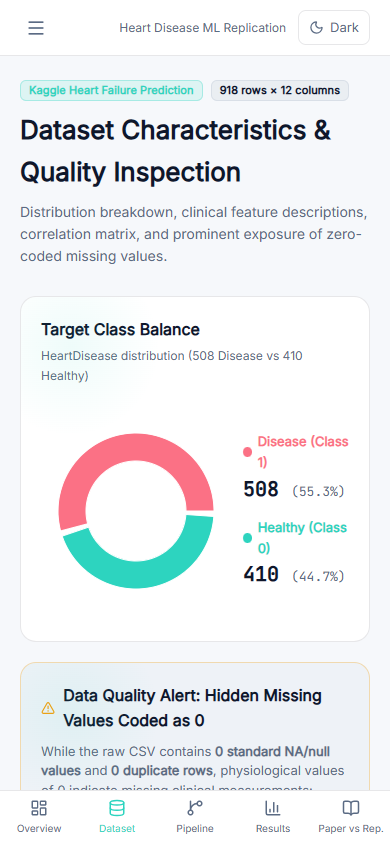 Heart Disease ML Replication
Dark
Kaggle Heart Failure Prediction
918 rows × 12 columns
Dataset Characteristics &
Quality Inspection
Distribution breakdown, clinical feature descriptions,
correlation matrix, and prominent exposure of zero-
coded missing values.
Target Class Balance
HeartDisease distribution (508 Disease vs 410
Healthy)
Disease (Class
1)
508 (55.3%)
Healthy (Class
0)
410 (44.7%)
Data Quality Alert: Hidden Missing
Values Coded as 0
While the raw CSV contains 0 standard NA/null
values and 0 duplicate rows, physiological values
of 0 indicate missing clinical measurements:
Overview
Dataset
Pipeline
Results
Paper vs Rep.